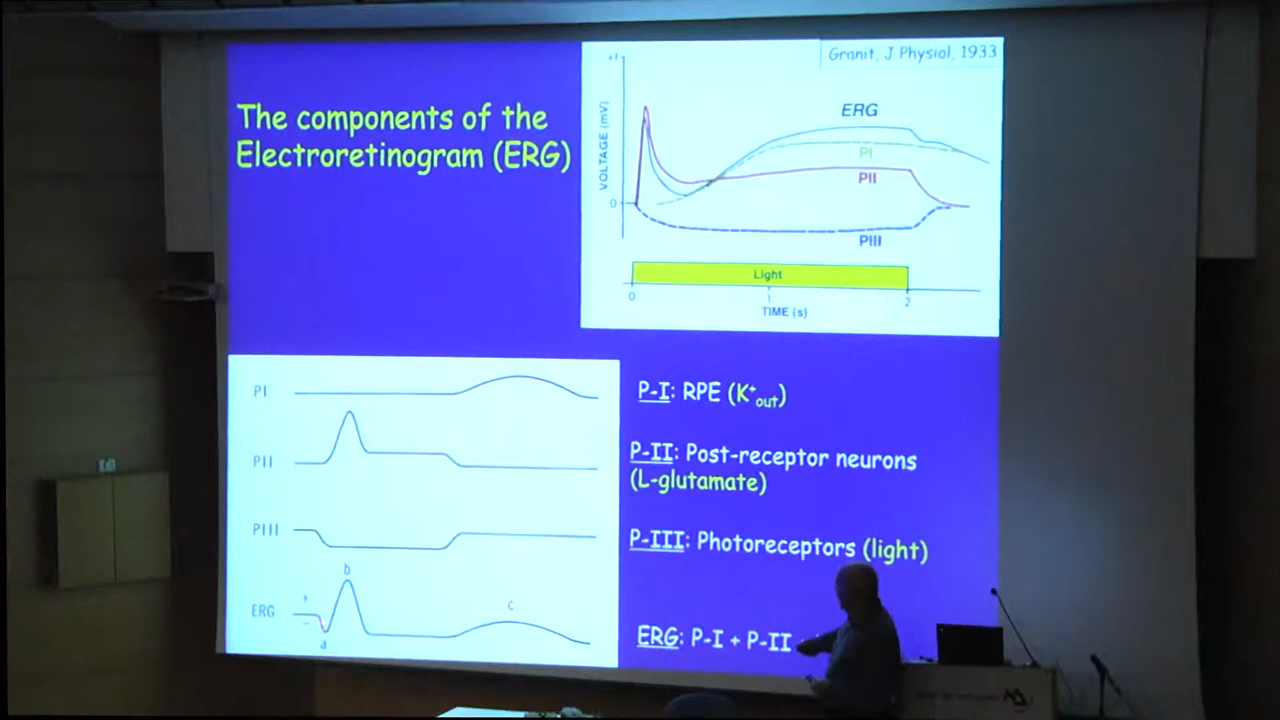 The components of the
Electroretinogram (ERG)
Granit, J Physiol, 1933
+1
VOLTAGE (mV)
0
ERG
PI
PII
PIII
Light
0
1
2
TIME (s)
PI
PII
PIII
ERG
+
−
a
b
c
P-I: RPE (K⁺out)
P-II: Post-receptor neurons
(L-glutamate)
P-III: Photoreceptors (light)
ERG: P-I + P-II